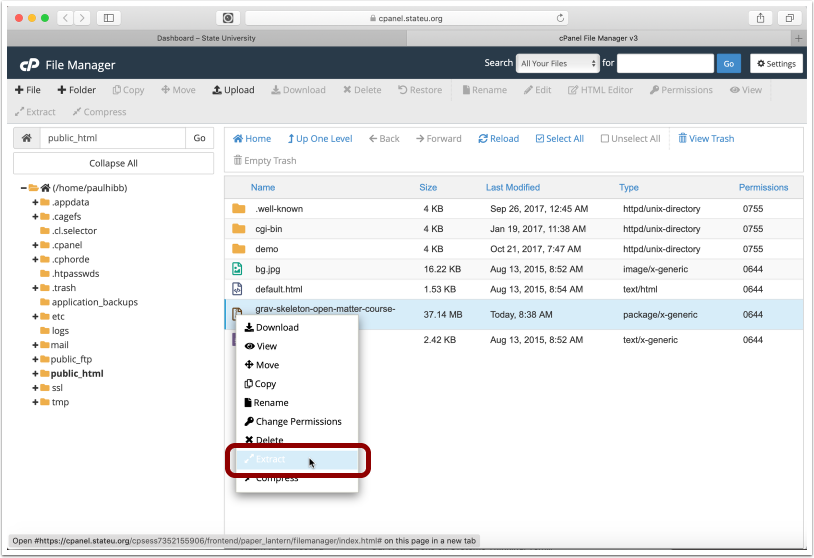 cpanel.stateu.org
Dashboard – State University
cPanel File Manager v3
cP File Manager
Search All Your Files for Go Settings
File Folder Copy Move Upload Download Delete Restore Rename Edit HTML Editor Permissions View
Extract Compress
public_html Go
Collapse All
(/home/paulhibb)
.appdata
.cagefs
.cl.selector
.cpanel
.cphorde
.htpasswds
.trash
application_backups
etc
logs
mail
public_ftp
public_html
ssl
tmp
Home Up One Level Back Forward Reload Select All Unselect All View Trash
Empty Trash
Name Size Last Modified Type Permissions
.well-known 4 KB Sep 26, 2017, 12:45 AM httpd/unix-directory 0755
cgi-bin 4 KB Jan 19, 2017, 11:38 AM httpd/unix-directory 0755
demo 4 KB Oct 21, 2017, 7:47 AM httpd/unix-directory 0755
bg.jpg 16.22 KB Aug 13, 2015, 8:52 AM image/x-generic 0644
default.html 1.53 KB Aug 13, 2015, 8:54 AM text/html 0644
grav-skeleton-open-matter-course- 37.14 MB Today, 8:38 AM package/x-generic 0644
2.42 KB Aug 13, 2015, 8:52 AM text/x-generic 0644
Download
View
Move
Copy
Rename
Change Permissions
Delete
Extract
Compress
Open #https://cpanel.stateu.org/cpsess7352155906/frontend/paper_lantern/filemanager/index.html# on this page in a new tab